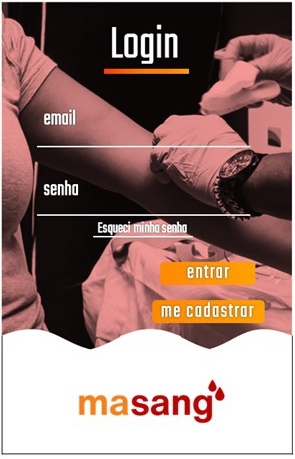 Login
email
senha
Esqueci minha senha
entrar
me cadastrar
masang